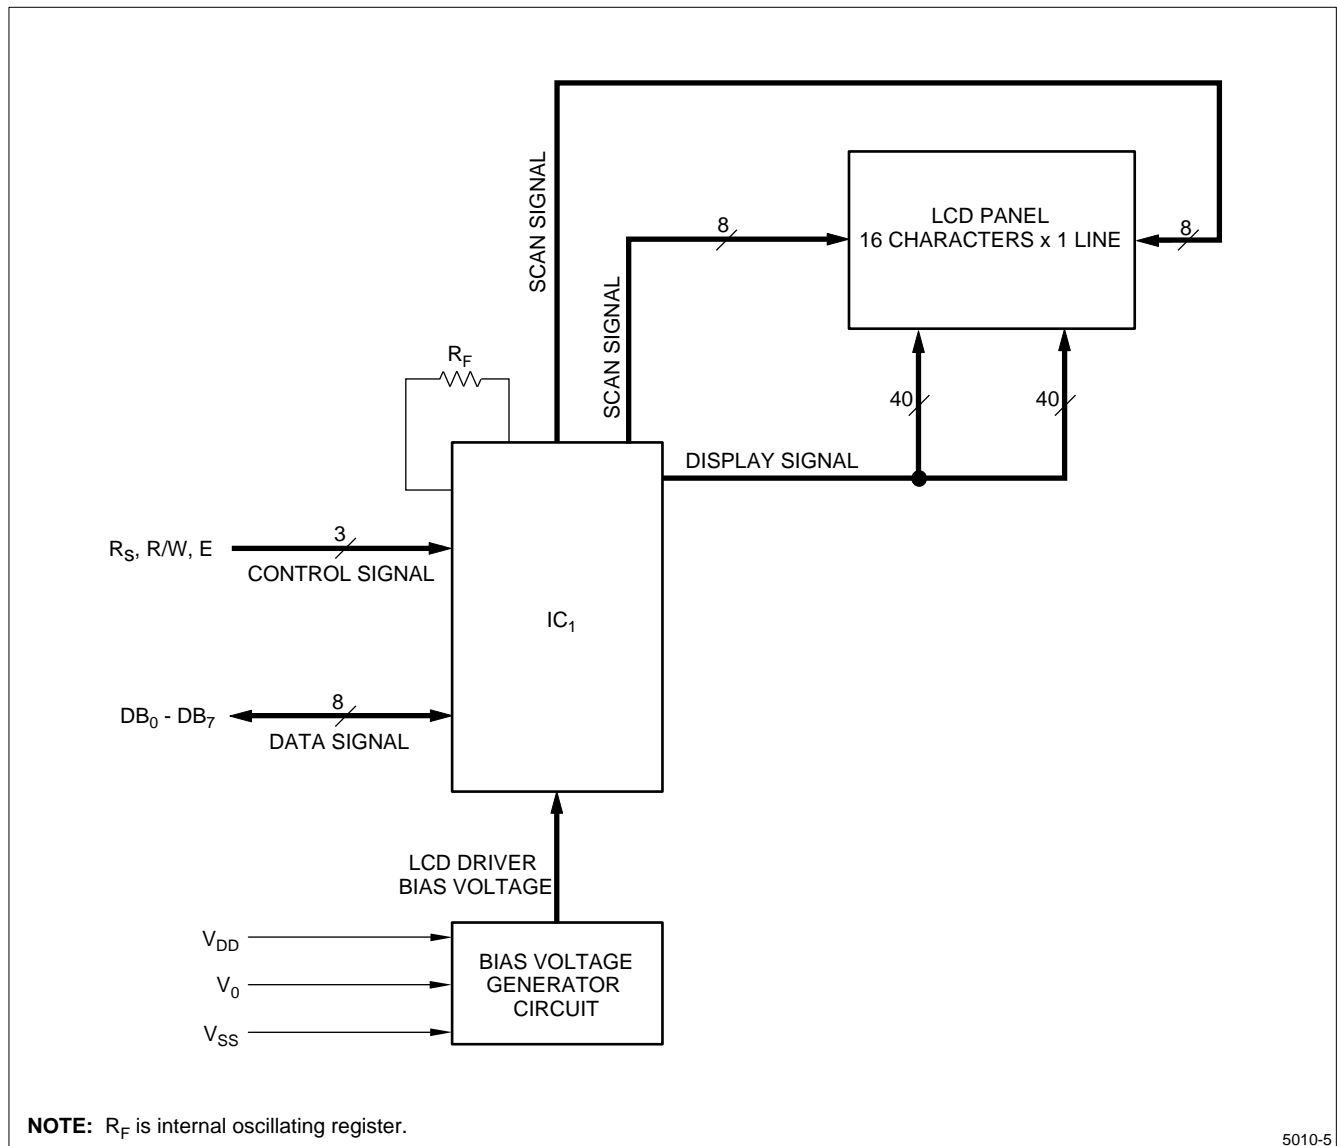 SCAN SIGNAL
LCD PANEL
16 CHARACTERS x 1 LINE
8
8
SCAN SIGNAL
R_F
40
40
DISPLAY SIGNAL
R_S, R/W, E
3
CONTROL SIGNAL
IC_1
DB_0 - DB_7
8
DATA SIGNAL
LCD DRIVER
BIAS VOLTAGE
V_DD
V_0
V_SS
BIAS VOLTAGE
GENERATOR
CIRCUIT
NOTE: R_F is internal oscillating register.
5010-5